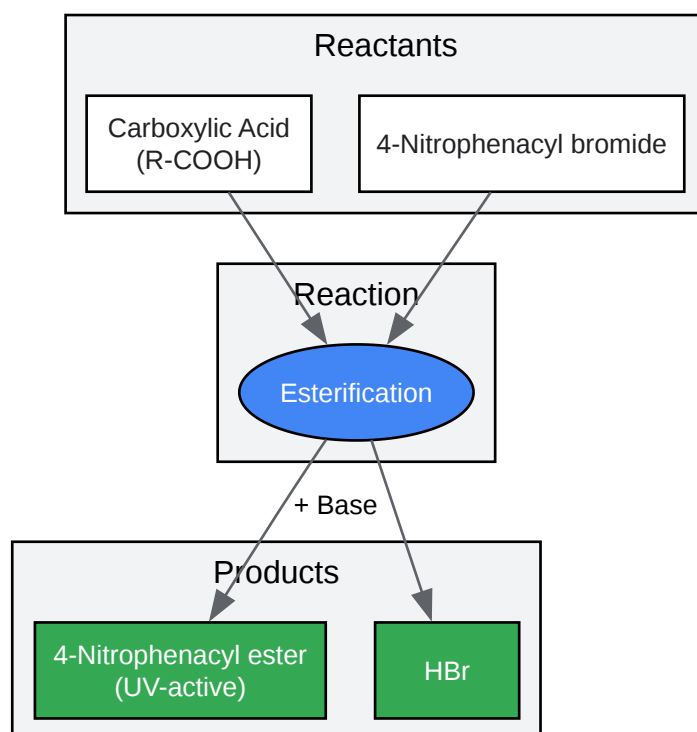 Reactants
Carboxylic Acid
(R-COOH)
4-Nitrophenacyl bromide
Reaction
Esterification
+ Base
Products
4-Nitrophenacyl ester
(UV-active)
HBr